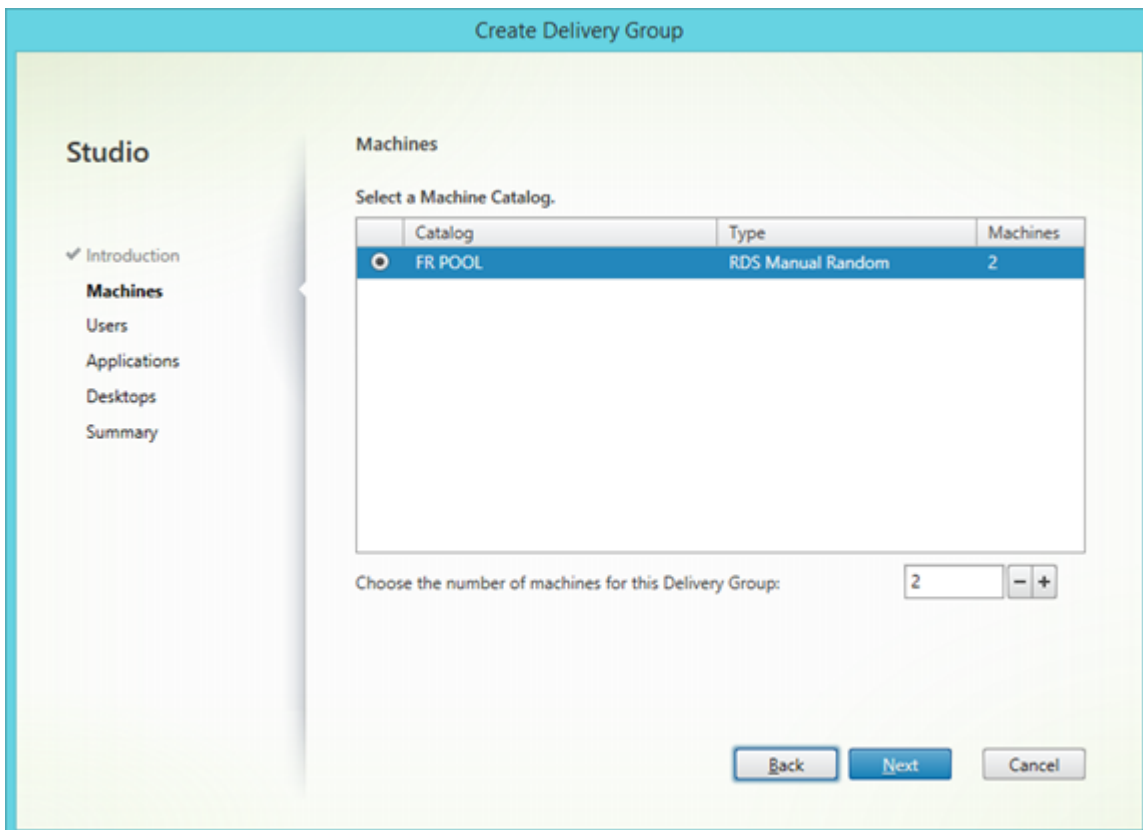 Create Delivery Group
Studio
✔ Introduction
Machines
Users
Applications
Desktops
Summary
Machines
Select a Machine Catalog.
Catalog Type Machines
FR POOL RDS Manual Random 2
Choose the number of machines for this Delivery Group: 2 − +
Back Next Cancel